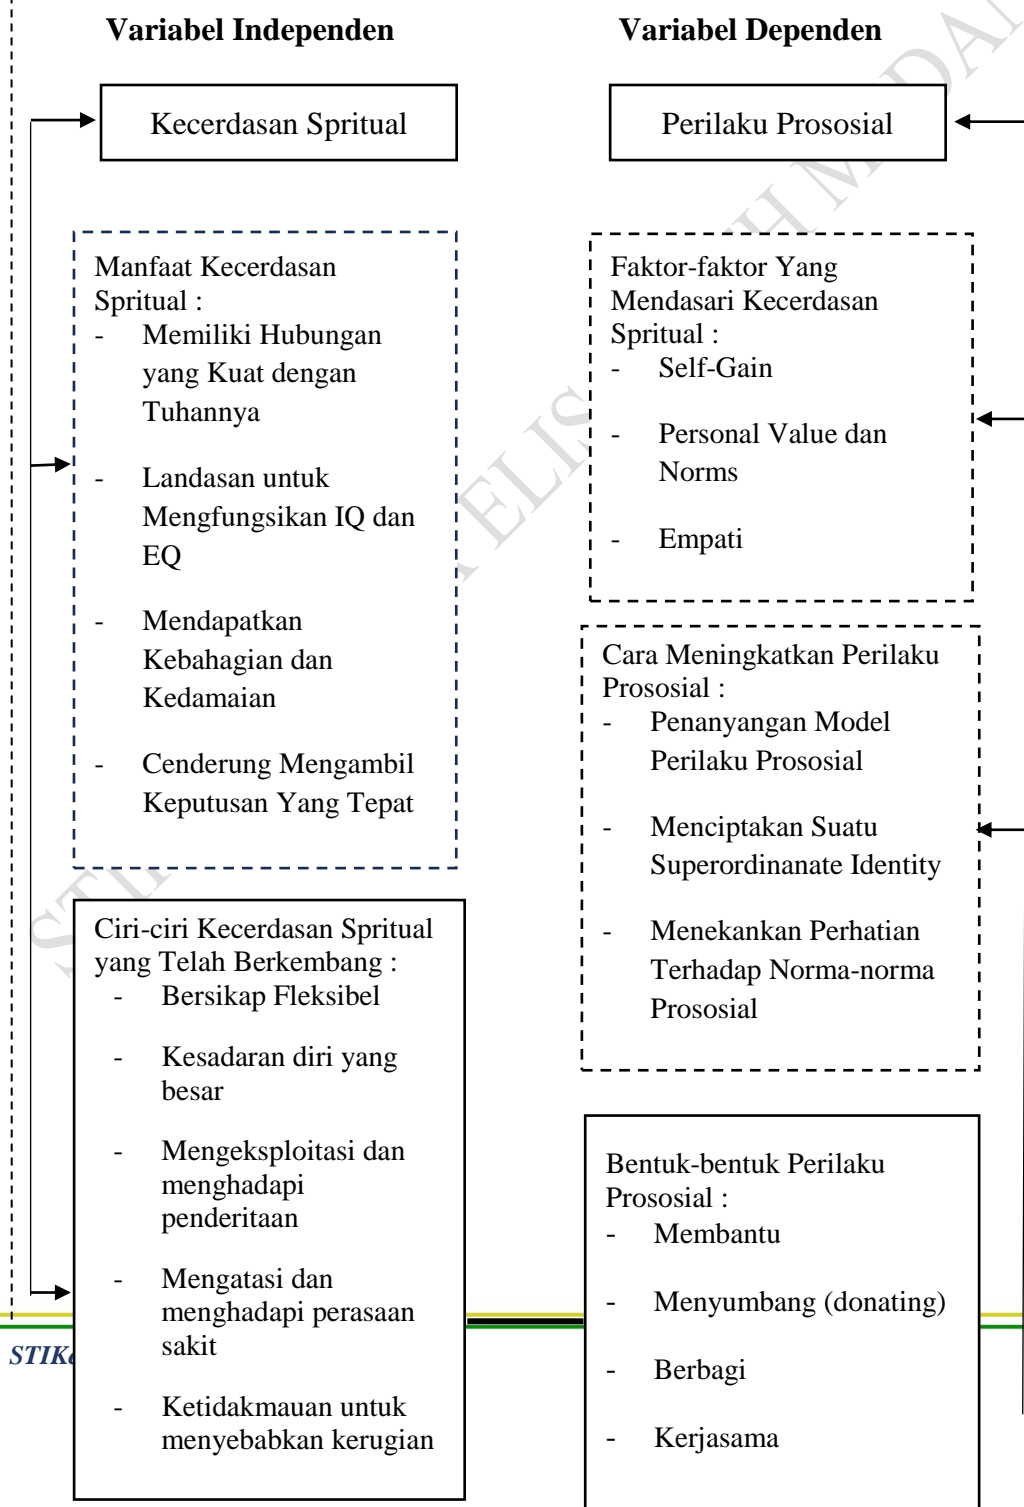 Variabel Independen
Variabel Dependen
Kecerdasan Spritual
Perilaku Prososial
Manfaat Kecerdasan
Spritual :
- Memiliki Hubungan
yang Kuat dengan
Tuhannya
- Landasan untuk
Mengfungsikan IQ dan
EQ
- Mendapatkan
Kebahagian dan
Kedamaian
- Cenderung Mengambil
Keputusan Yang Tepat
Faktor-faktor Yang
Mendasari Kecerdasan
Spritual :
- Self-Gain
- Personal Value dan
Norms
- Empati
Cara Meningkatkan Perilaku
Prososial :
- Penanyangan Model
Perilaku Prososial
- Menciptakan Suatu
Superordinanate Identity
- Menekankan Perhatian
Terhadap Norma-norma
Prososial
Ciri-ciri Kecerdasan Spritual
yang Telah Berkembang :
- Bersikap Fleksibel
- Kesadaran diri yang
besar
- Mengeksploitasi dan
menghadapi
penderitaan
- Mengatasi dan
menghadapi perasaan
sakit
- Ketidakmauan untuk
menyebabkan kerugian
Bentuk-bentuk Perilaku
Prososial :
- Membantu
- Menyumbang (donating)
- Berbagi
- Kerjasama